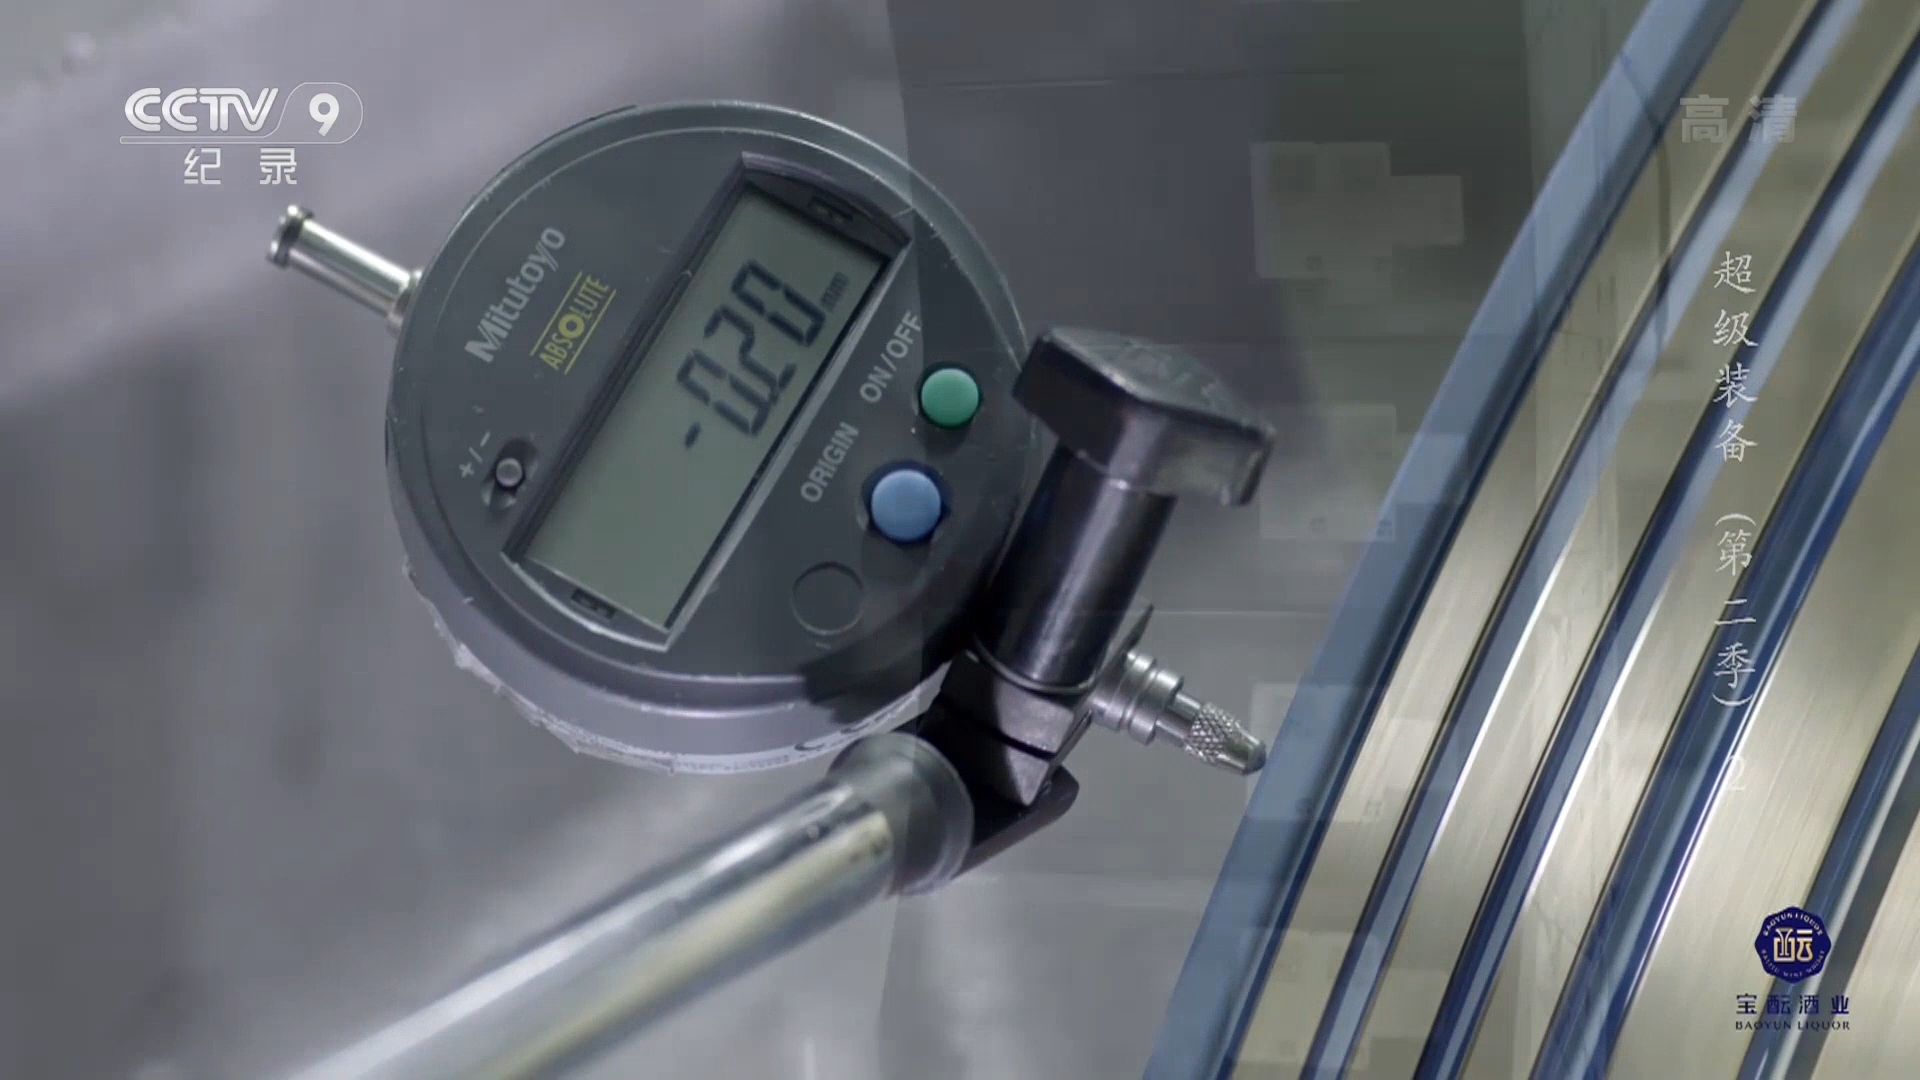 CCTV 9
纪录
高清
Mitutoyo
ABSOLUTE
-0.20 mm
+/-
ON/OFF
ORIGIN
超级装备（第二季）2
宝酝酒业
BAOYUN LIQUOR